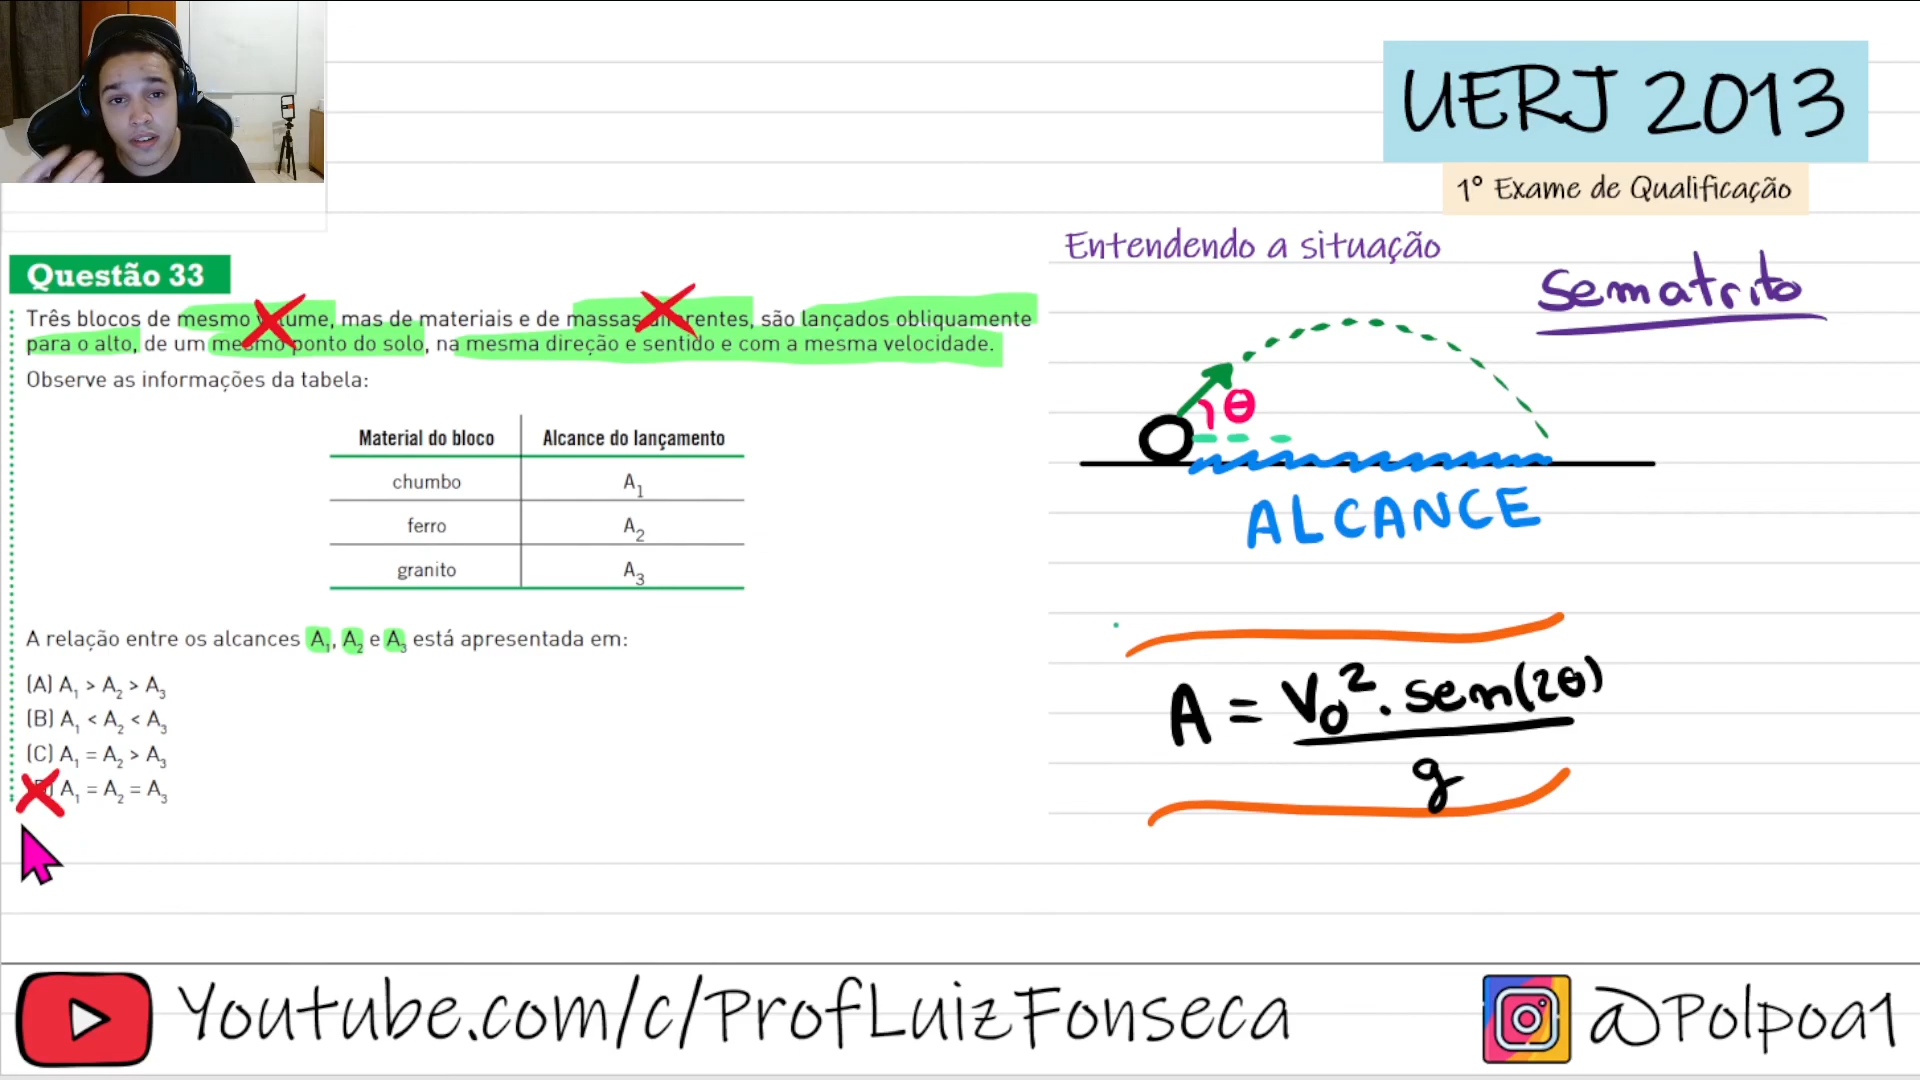 UERJ 2013
1º Exame de Qualificação
Questão 33
Três blocos de mesmo volume, mas de materiais e de massas diferentes, são lançados obliquamente
para o alto, de um mesmo ponto do solo, na mesma direção e sentido e com a mesma velocidade.
Observe as informações da tabela:
Material do bloco Alcance do lançamento
chumbo A₁
ferro A₂
granito A₃
A relação entre os alcances A₁, A₂ e A₃ está apresentada em:
(A) A₁ > A₂ > A₃
(B) A₁ < A₂ < A₃
(C) A₁ = A₂ > A₃
(D) A₁ = A₂ = A₃
Entendendo a situação
Sem atrito
θ
ALCANCE
A = V₀² . sen(2θ)
g
Youtube.com/c/ProfLuizFonseca
@Polpoa1